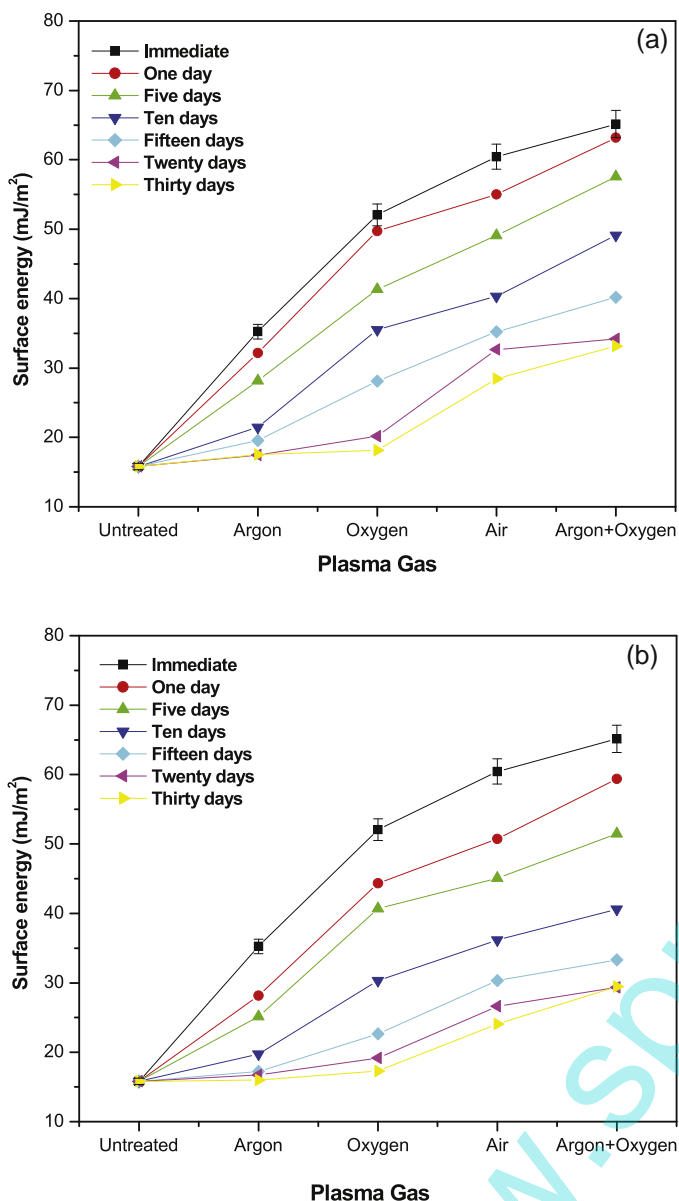 80
(a)
Immediate
One day
70
Five days
Ten days
Fifteen days
60
Twenty days
Thirty days
50
40
30
20
10
Surface energy (mJ/m²)
Untreated Argon Oxygen Air Argon+Oxygen
Plasma Gas
80
(b)
Immediate
One day
70
Five days
Ten days
Fifteen days
60
Twenty days
Thirty days
50
40
30
20
10
Surface energy (mJ/m²)
Untreated Argon Oxygen Air Argon+Oxygen
Plasma Gas
w.sp